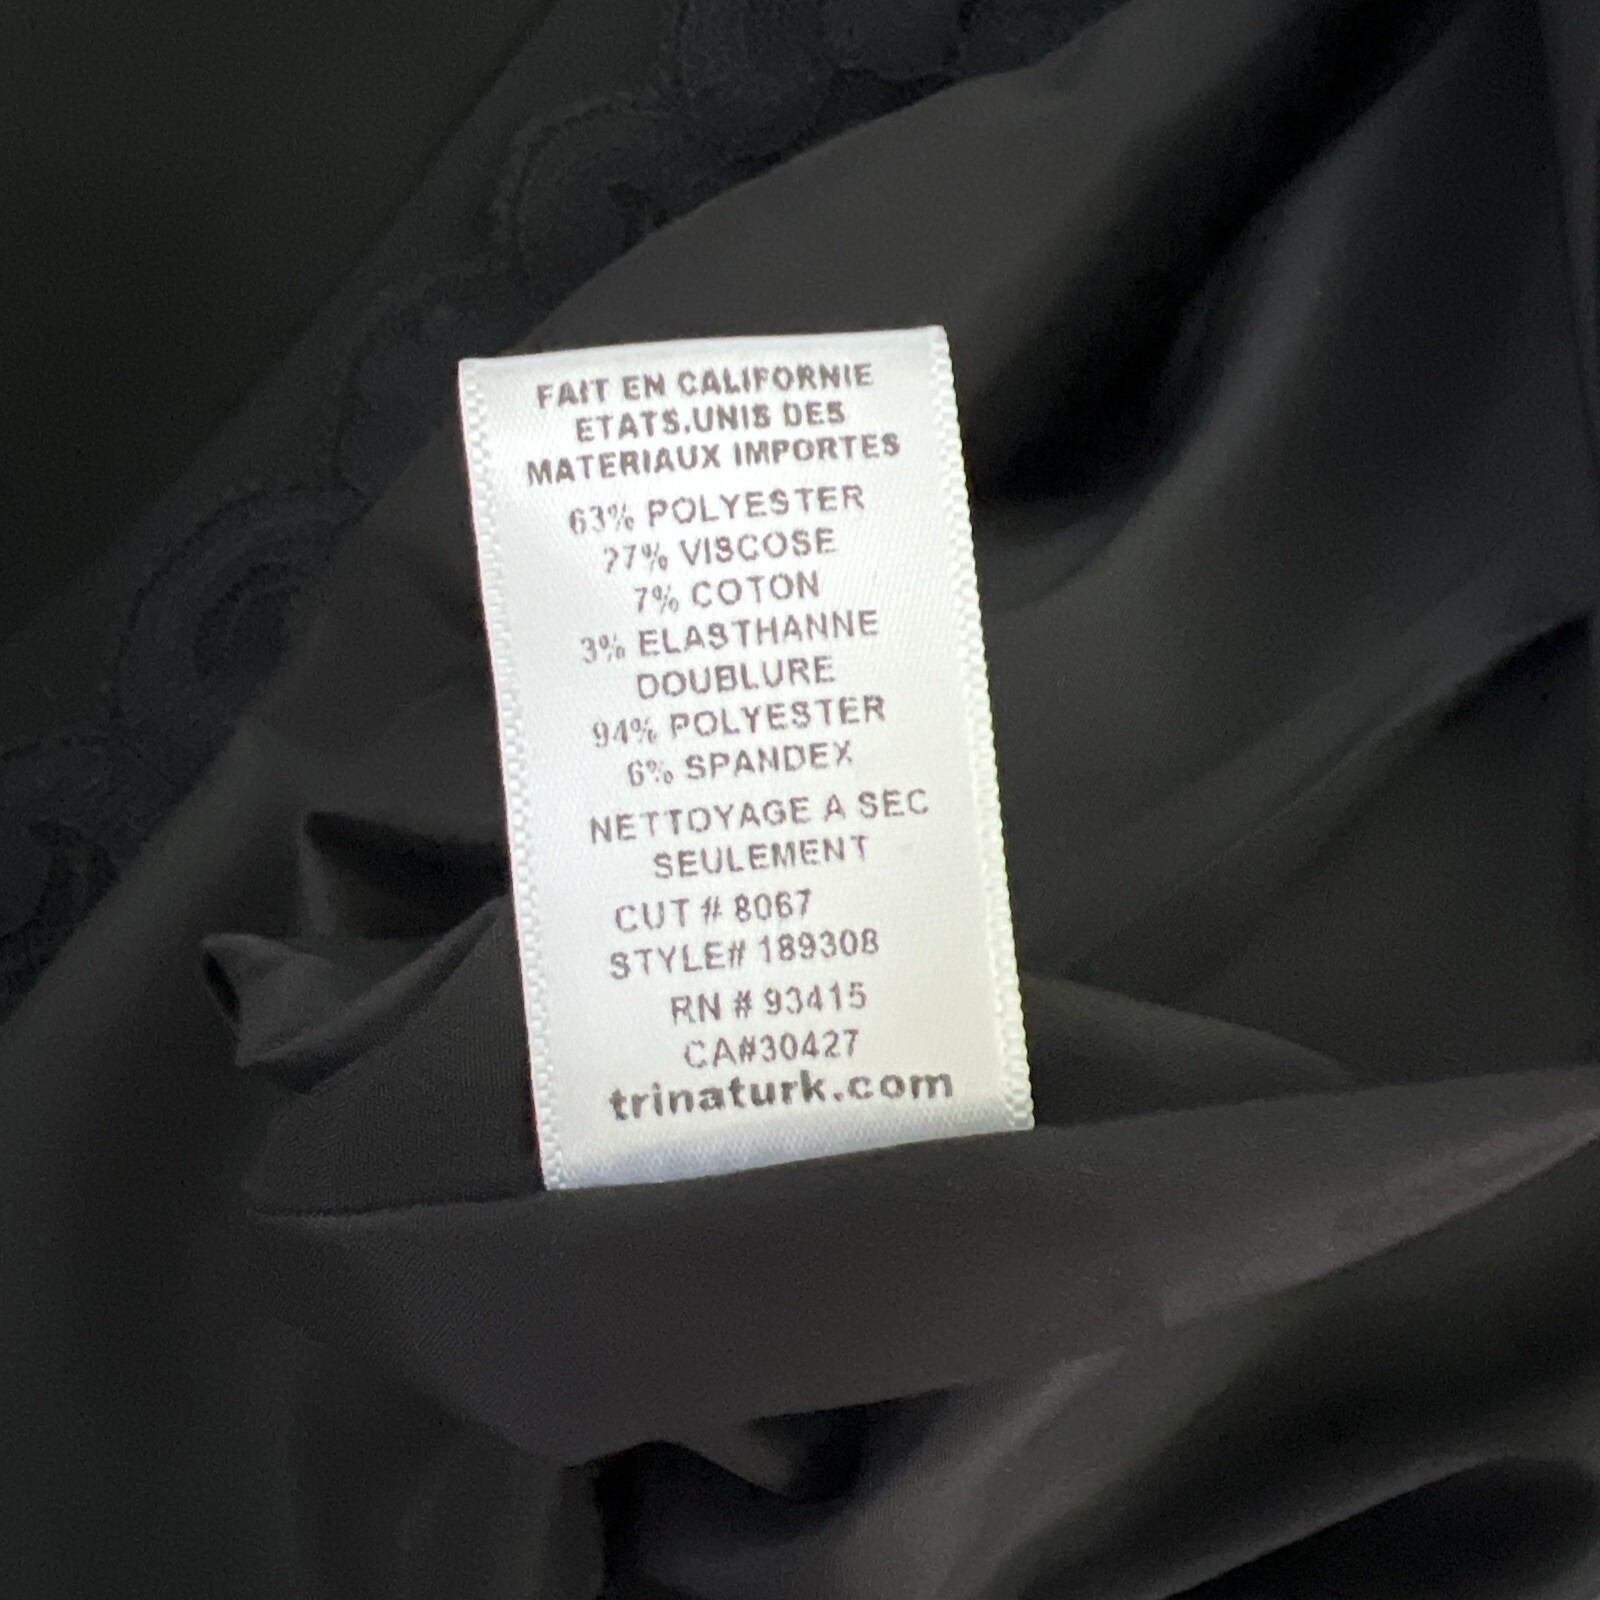 FAIT EN CALIFORNIE
ETATS.UNIS DES
MATERIAUX IMPORTES
63% POLYESTER
27% VISCOSE
7% COTON
3% ELASTHANNE
DOUBLURE
94% POLYESTER
6% SPANDEX
NETTOYAGE A SEC
SEULEMENT
CUT # 8067
STYLE# 189308
RN # 93415
CA#30427
trinaturk.com